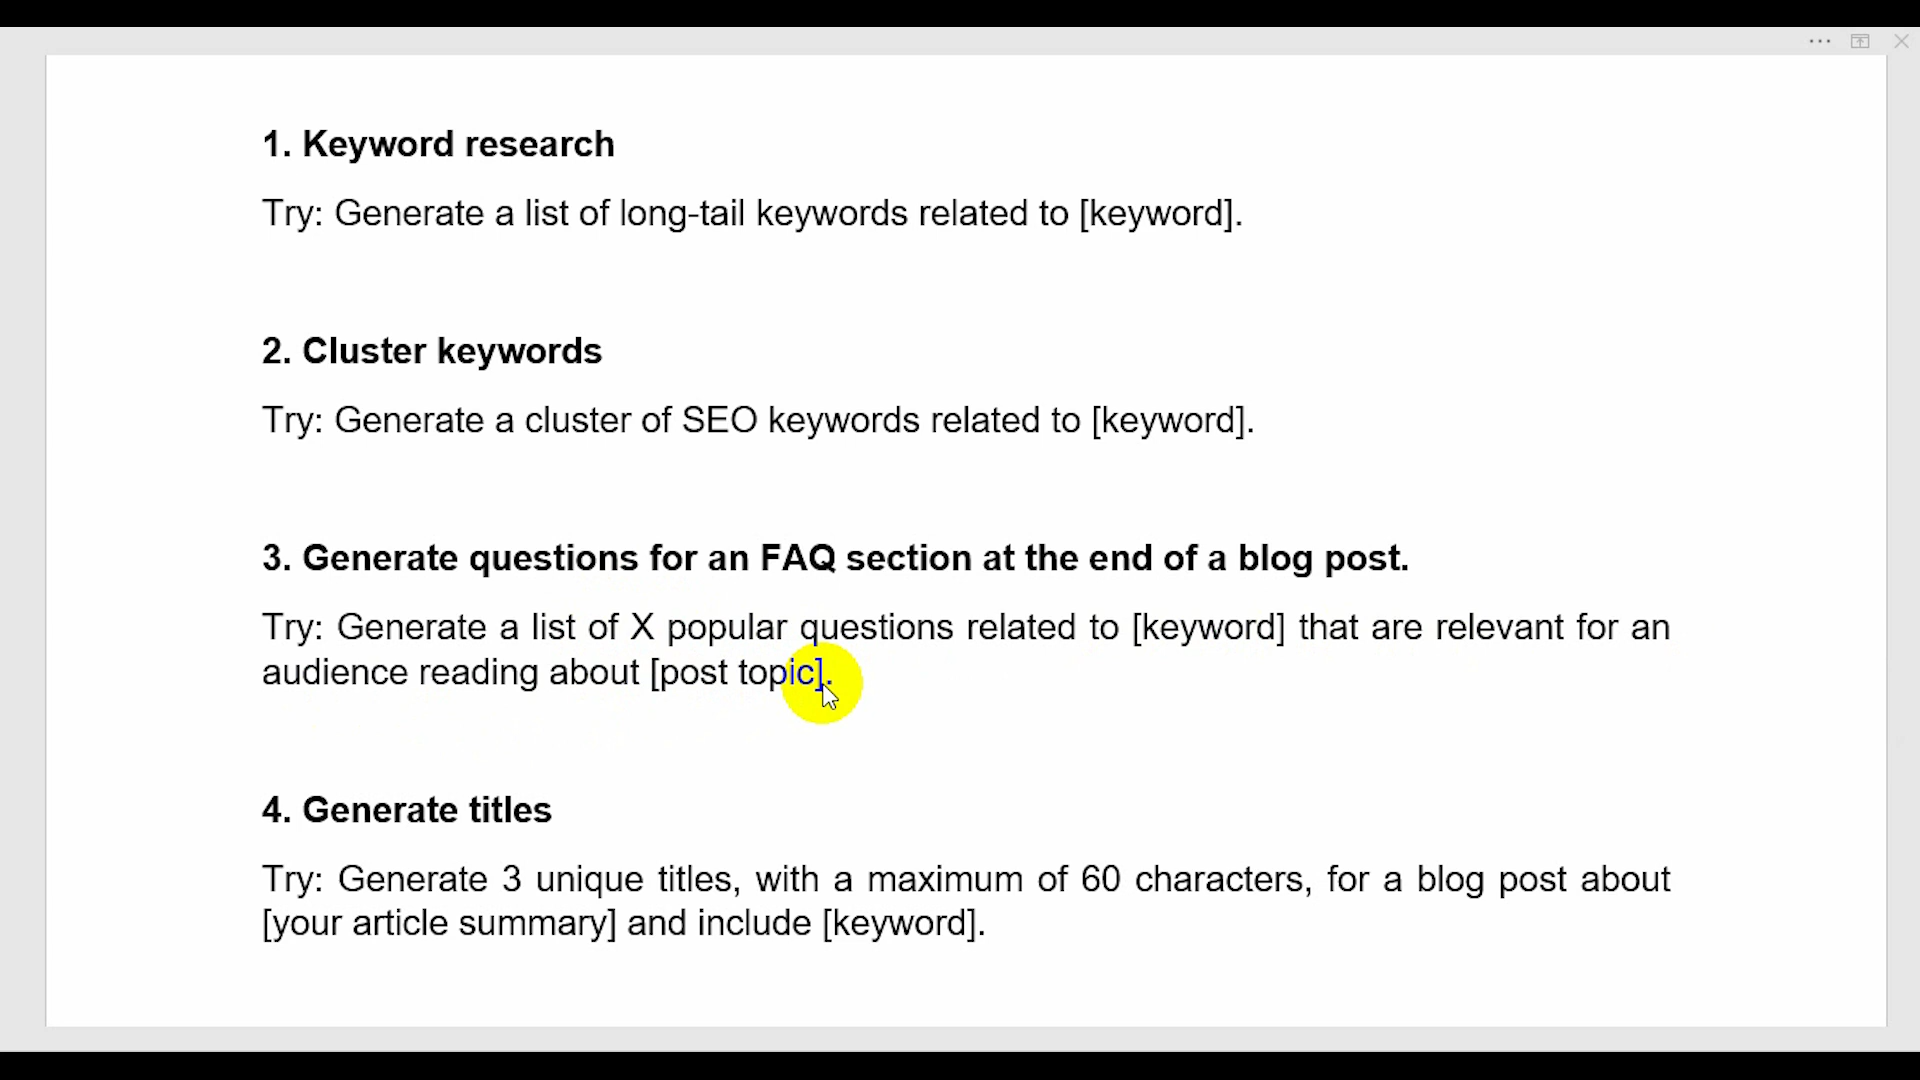 1. Keyword research
Try: Generate a list of long-tail keywords related to [keyword].
2. Cluster keywords
Try: Generate a cluster of SEO keywords related to [keyword].
3. Generate questions for an FAQ section at the end of a blog post.
Try: Generate a list of X popular questions related to [keyword] that are relevant for an
audience reading about [post topic].
4. Generate titles
Try: Generate 3 unique titles, with a maximum of 60 characters, for a blog post about
[your article summary] and include [keyword].